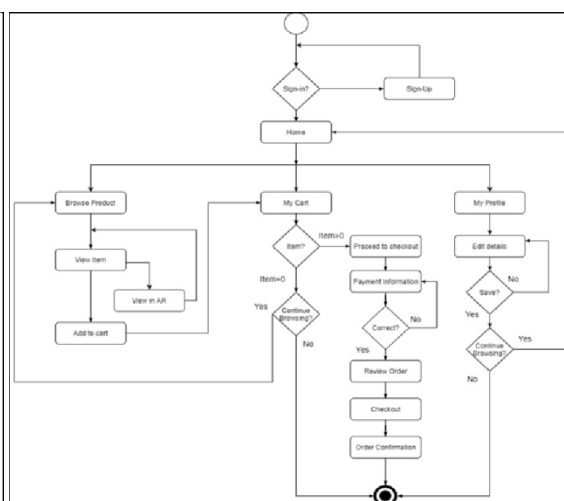 Sign-in?
Sign-Up
Home
Browse Product
My Cart
My Profile
View Item
Item?
Item>0
Proceed to checkout
Edit details
View in AR
Item=0
Payment Information
No
Save?
Add to cart
Yes
Continue
Browsing?
No
Correct?
No
Yes
Yes
Continue
Browsing?
Yes
No
Review Order
Checkout
Order Confirmation